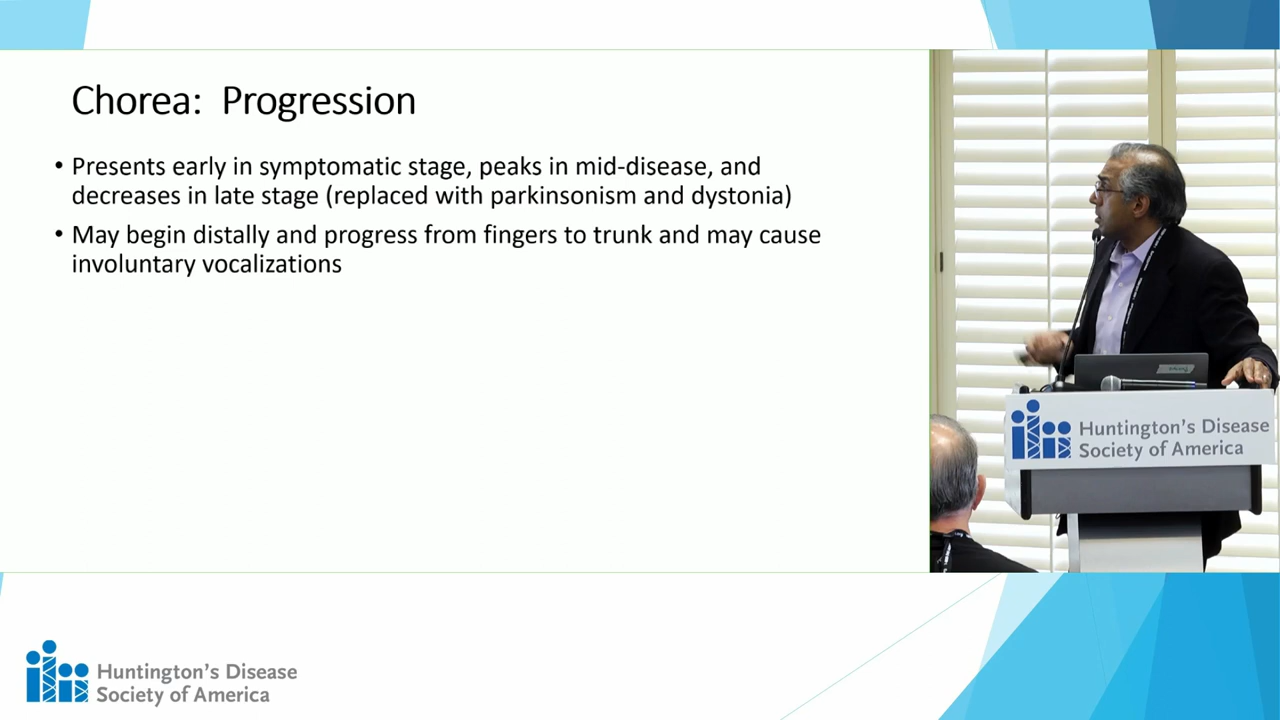 Chorea: Progression
• Presents early in symptomatic stage, peaks in mid-disease, and
decreases in late stage (replaced with parkinsonism and dystonia)
• May begin distally and progress from fingers to trunk and may cause
involuntary vocalizations
Huntington's Disease
Society of America
Huntington's Disease
Society of America